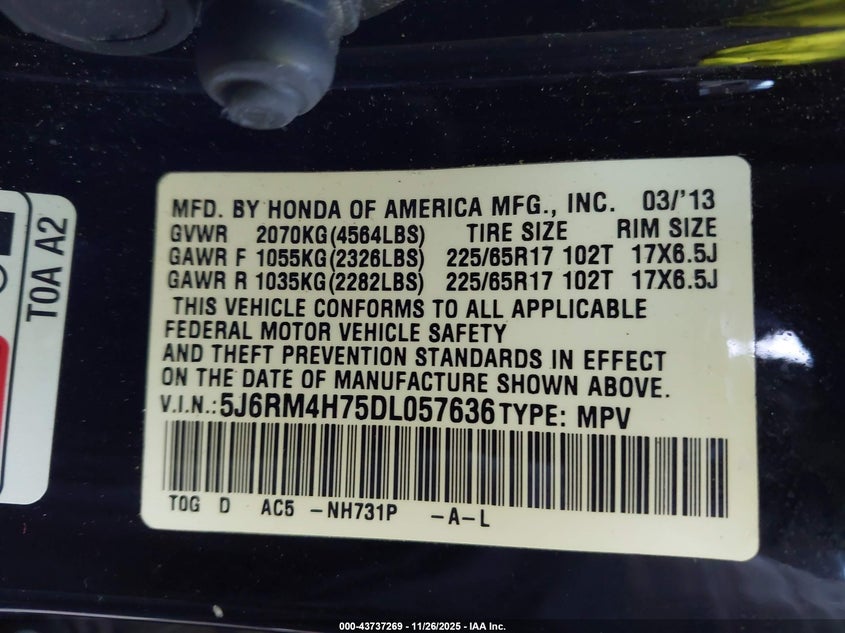 MFD. BY HONDA OF AMERICA MFG., INC. 03/'13
GVWR 2070KG(4564LBS) TIRE SIZE RIM SIZE
GAWR F 1055KG(2326LBS) 225/65R17 102T 17X6.5J
GAWR R 1035KG(2282LBS) 225/65R17 102T 17X6.5J
THIS VEHICLE CONFORMS TO ALL APPLICABLE
FEDERAL MOTOR VEHICLE SAFETY
AND THEFT PREVENTION STANDARDS IN EFFECT
ON THE DATE OF MANUFACTURE SHOWN ABOVE.
V.I.N.: 5J6RM4H75DL057636 TYPE: MPV
T0G D AC5 -NH731P -A-L
T0A A2
000-43737269 - 11/26/2025 - IAA Inc.